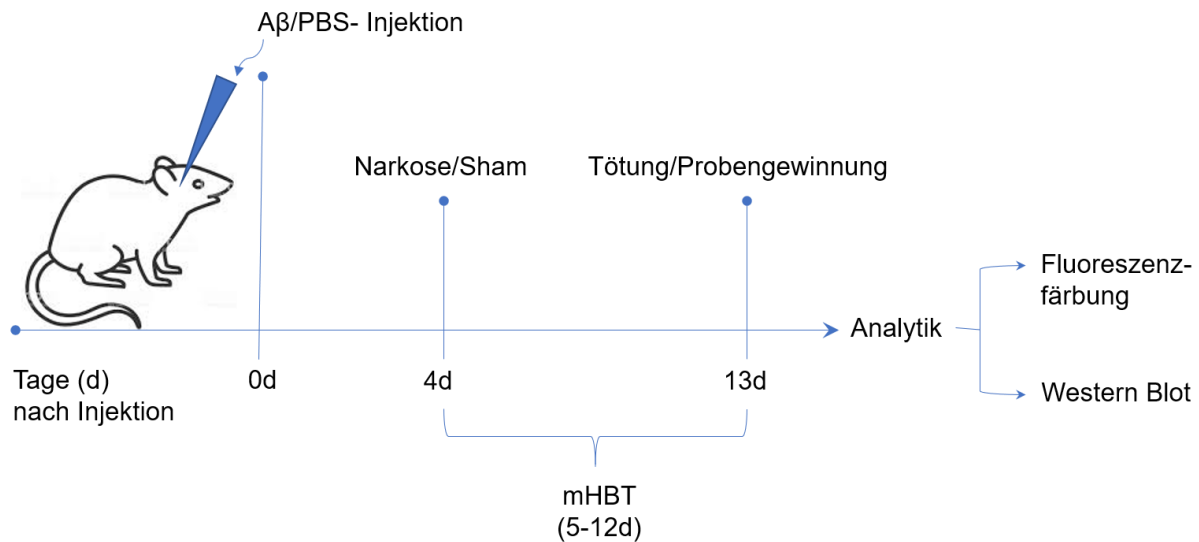 Aβ/PBS- Injektion
Narkose/Sham
Tötung/Probengewinnung
Fluoreszenz-
färbung
Analytik
Tage (d)
nach Injektion
0d
4d
13d
Western Blot
mHBT
(5-12d)